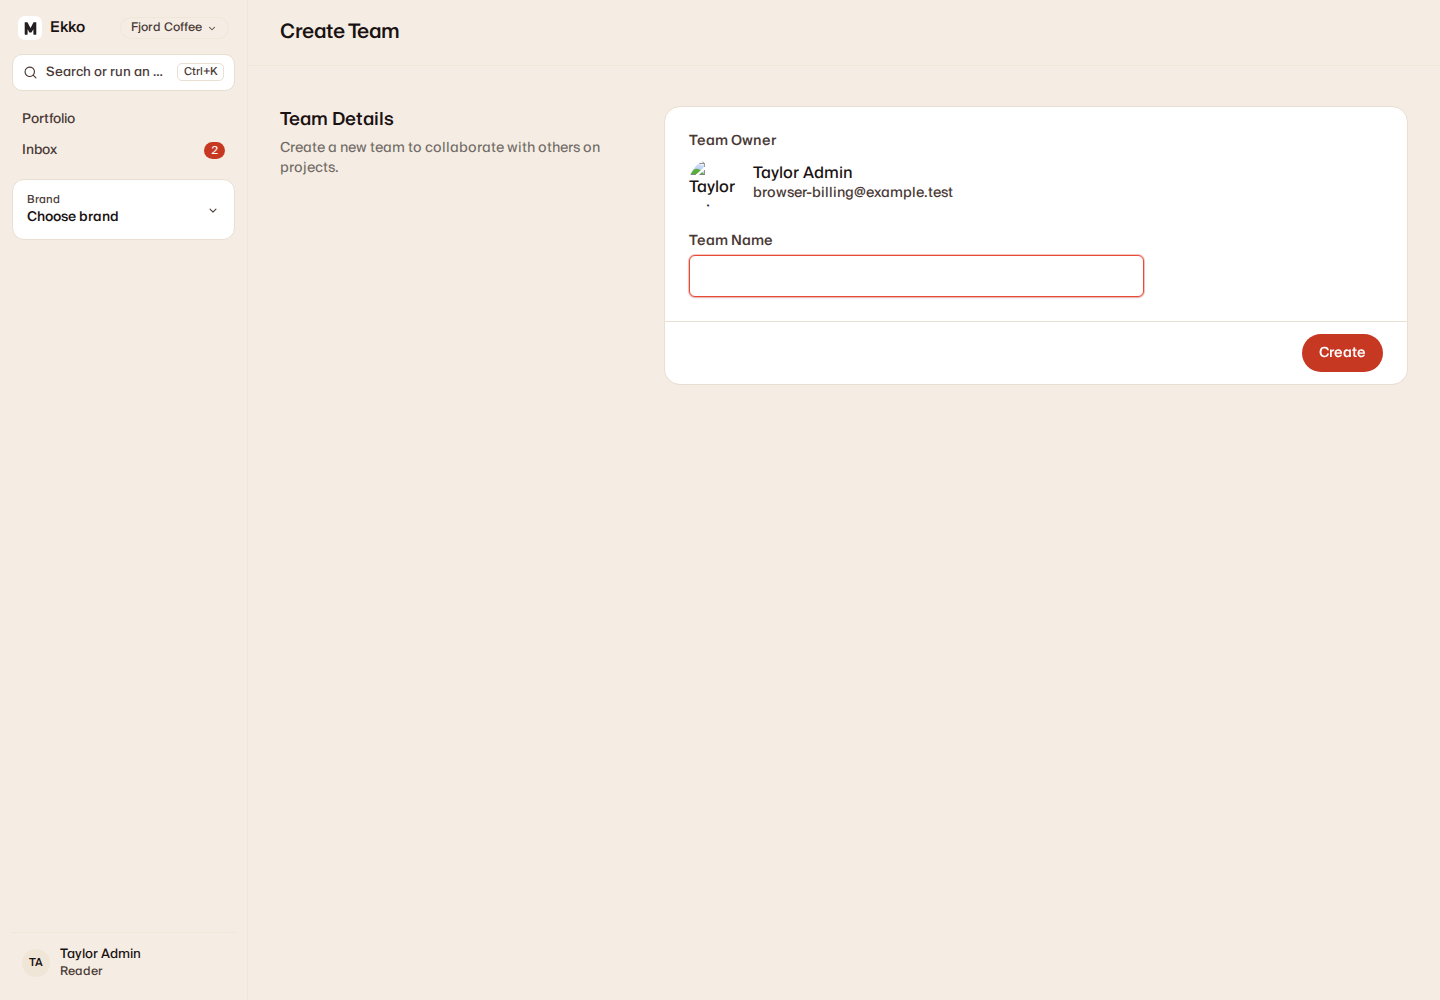 Ekko
Fjord Coffee
Search or run an ...
Ctrl+K
Portfolio
Inbox
2
Brand
Choose brand
TA
Taylor Admin
Reader
Create Team
Team Details
Create a new team to collaborate with others on
projects.
Team Owner
Taylor
Taylor Admin
browser-billing@example.test
Team Name
Create